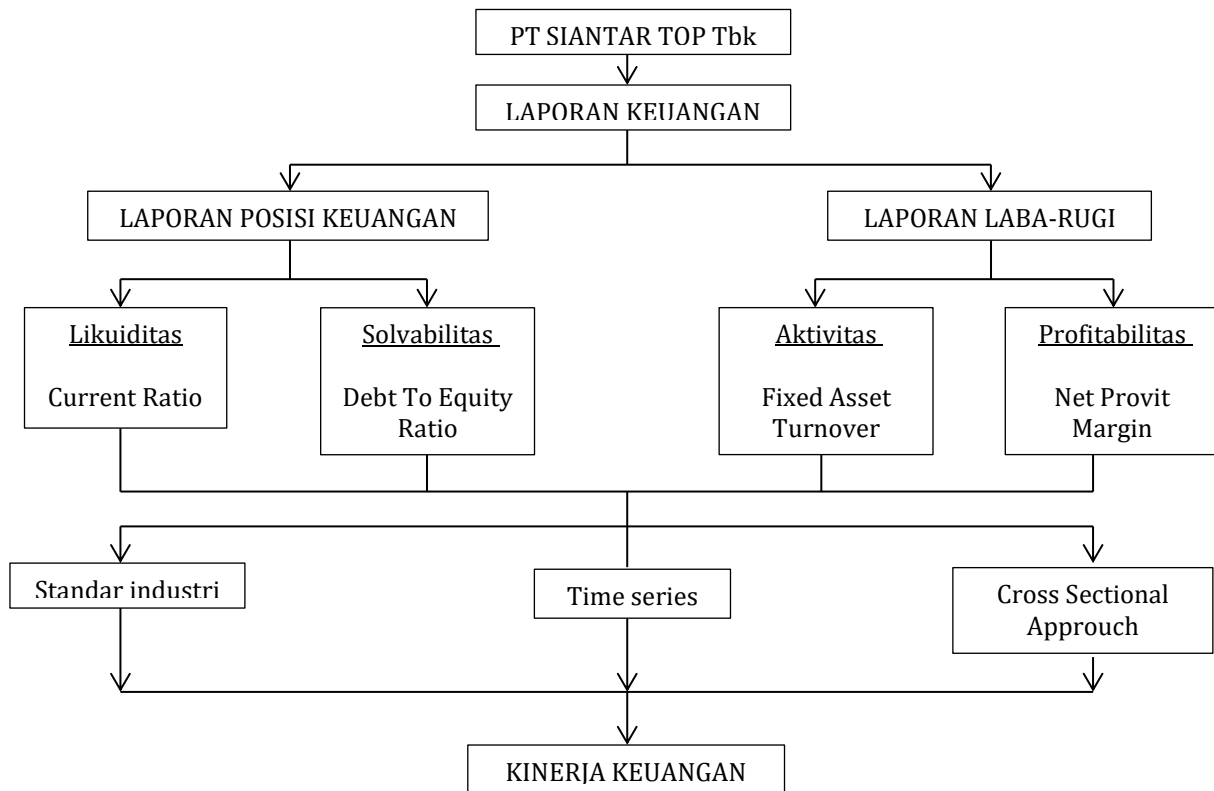 PT SIANTAR TOP Tbk
LAPORAN KEUANGAN
LAPORAN POSISI KEUANGAN
LAPORAN LABA-RUGI
Likuiditas
Current Ratio
Solvabilitas
Debt To Equity
Ratio
Aktivitas
Fixed Asset
Turnover
Profitabilitas
Net Provit
Margin
Standar industri
Time series
Cross Sectional
Approuch
KINERJA KEUANGAN